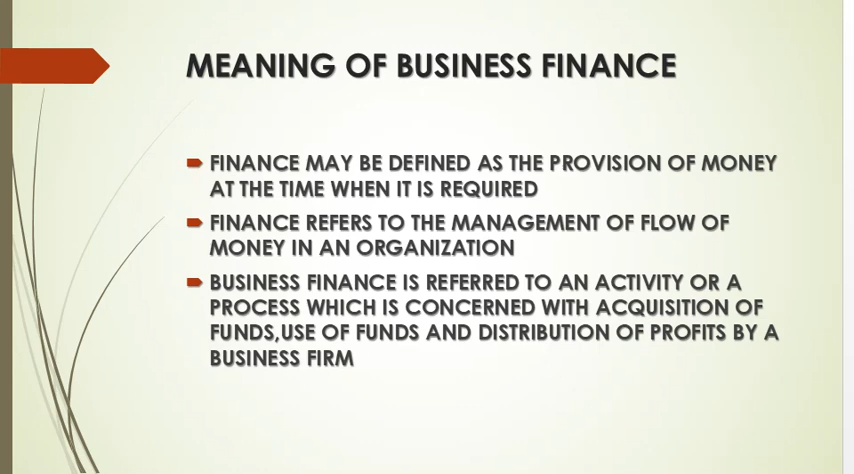 MEANING OF BUSINESS FINANCE
FINANCE MAY BE DEFINED AS THE PROVISION OF MONEY
AT THE TIME WHEN IT IS REQUIRED
FINANCE REFERS TO THE MANAGEMENT OF FLOW OF
MONEY IN AN ORGANIZATION
BUSINESS FINANCE IS REFERRED TO AN ACTIVITY OR A
PROCESS WHICH IS CONCERNED WITH ACQUISITION OF
FUNDS,USE OF FUNDS AND DISTRIBUTION OF PROFITS BY A
BUSINESS FIRM